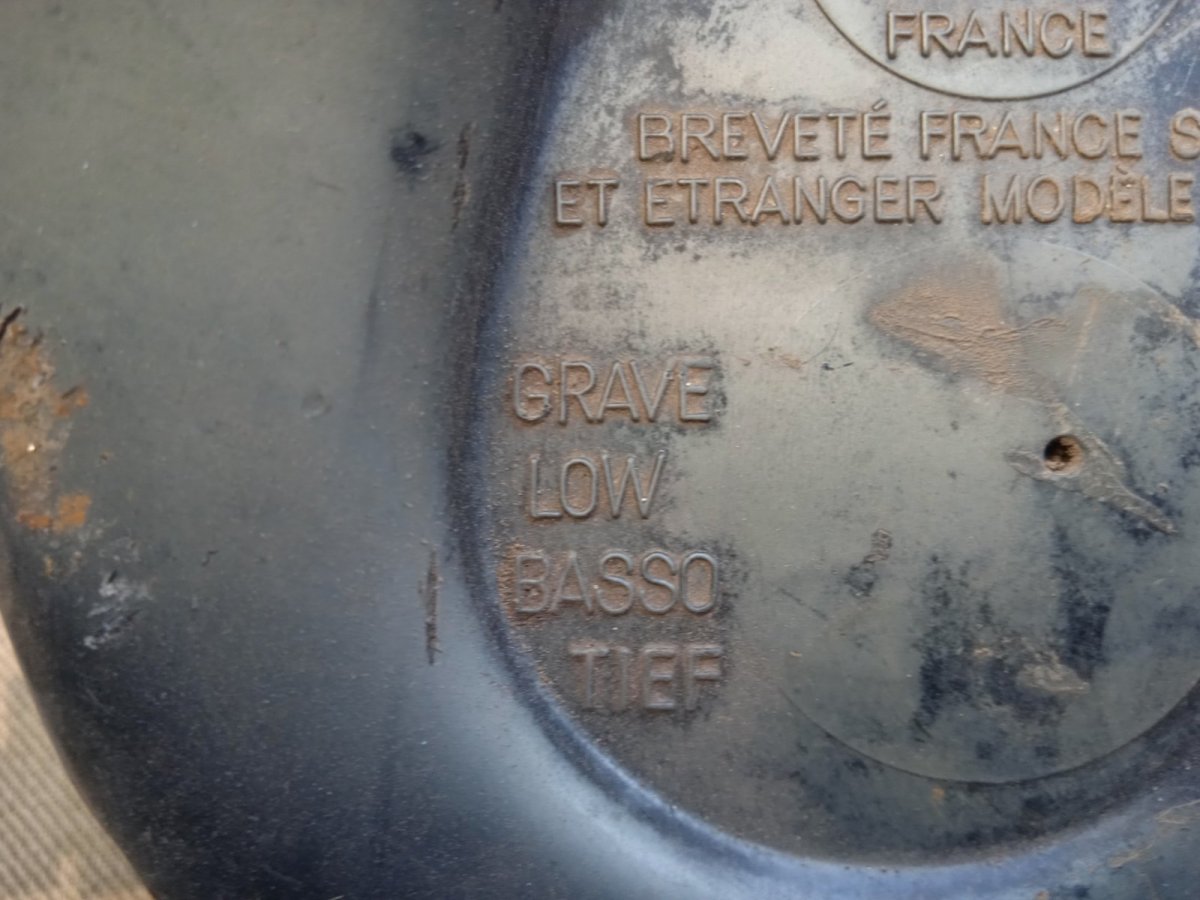 FRANCE
BREVETÉ FRANCE S
ET ETRANGER MODÈLE
GRAVE
LOW
BASSO
TIEF